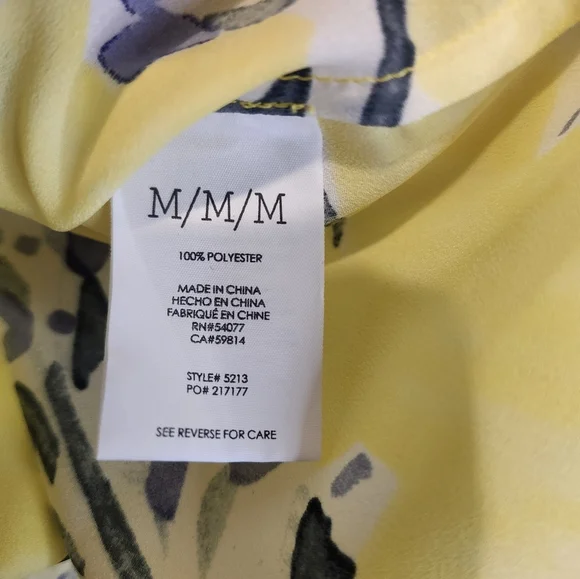 M/M/M
100% POLYESTER
MADE IN CHINA
HECHO EN CHINA
FABRIQUÉ EN CHINE
RN#54077
CA#59814
STYLE# 5213
PO# 217177
SEE REVERSE FOR CARE